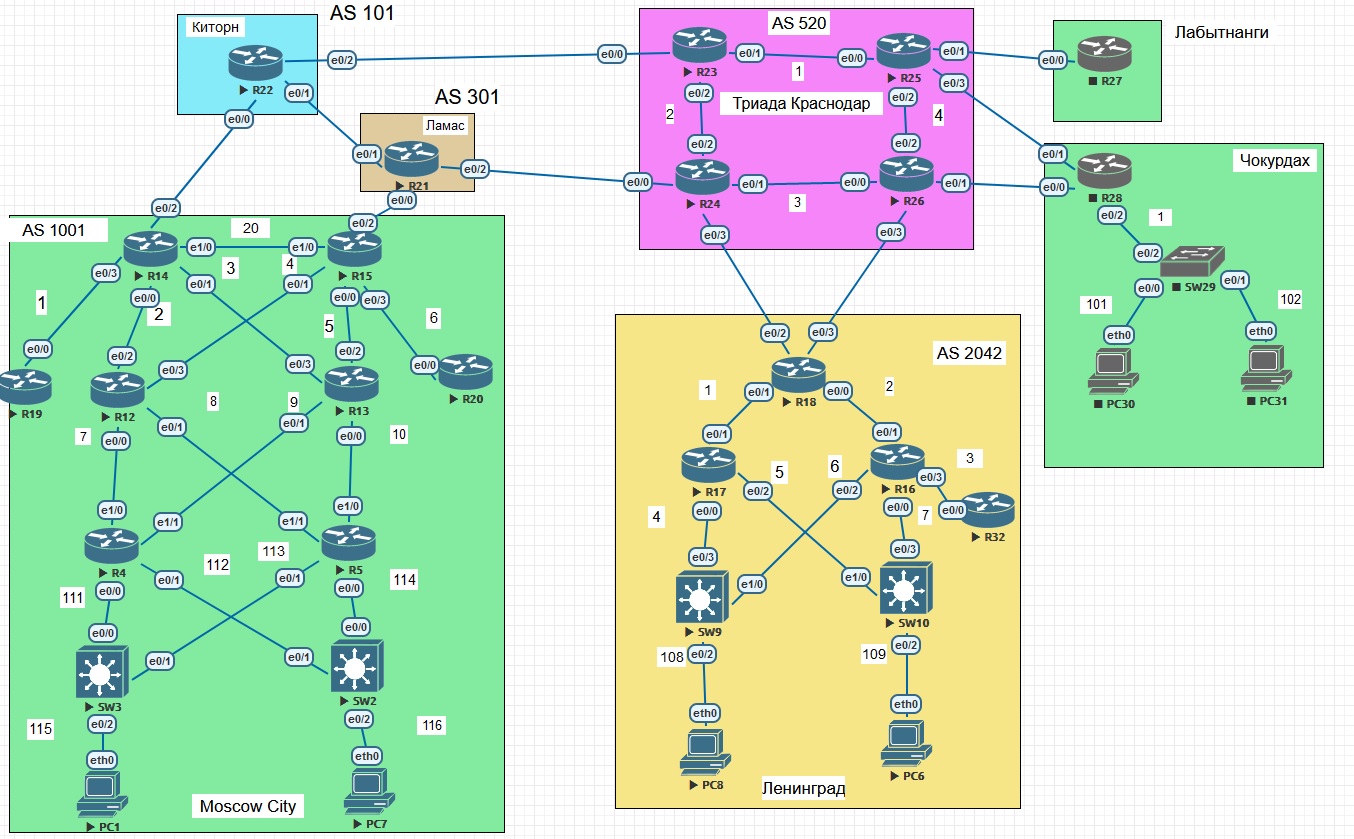 AS 101
Киторн
R22
e0/2
e0/1
e0/0
AS 301
Ламас
e0/1
R21
e0/2
e0/0
AS 520
e0/0
R23
e0/1
1
e0/0
R25
e0/1
e0/3
e0/2
2
Триада Краснодар
e0/2
4
e0/2
e0/2
e0/0
R24
e0/1
3
e0/0
R26
e0/1
e0/3
e0/3
Лабытнанги
e0/0
R27
Чокурдах
e0/1
e0/0
R28
e0/2
1
e0/2
SW29
e0/0
e0/1
101
102
eth0
eth0
PC30
PC31
AS 1001
e0/2
R14
e1/0
20
e1/0
e0/2
R15
e0/3
e0/0
e0/1
3
4
e0/1
e0/0
e0/3
1
2
5
6
e0/0
R19
e0/2
R12
e0/3
e0/3
e0/2
R13
e0/0
R20
8
9
7
e0/0
e0/1
e0/1
e0/0
10
e1/0
R4
e1/1
e1/1
e1/0
R5
112
113
111
e0/0
e0/1
e0/1
e0/0
114
e0/0
SW3
e0/1
e0/1
e0/0
SW2
115
e0/2
e0/2
116
eth0
PC1
eth0
PC7
Moscow City
AS 2042
e0/2
e0/3
R18
e0/1
e0/0
1
2
e0/1
R17
e0/1
R16
5
6
3
e0/2
e0/2
e0/3
4
e0/0
e0/0
7
e0/0
R32
e0/3
SW9
e1/0
e1/0
e0/3
SW10
108
e0/2
109
e0/2
eth0
PC8
eth0
PC6
Ленинград